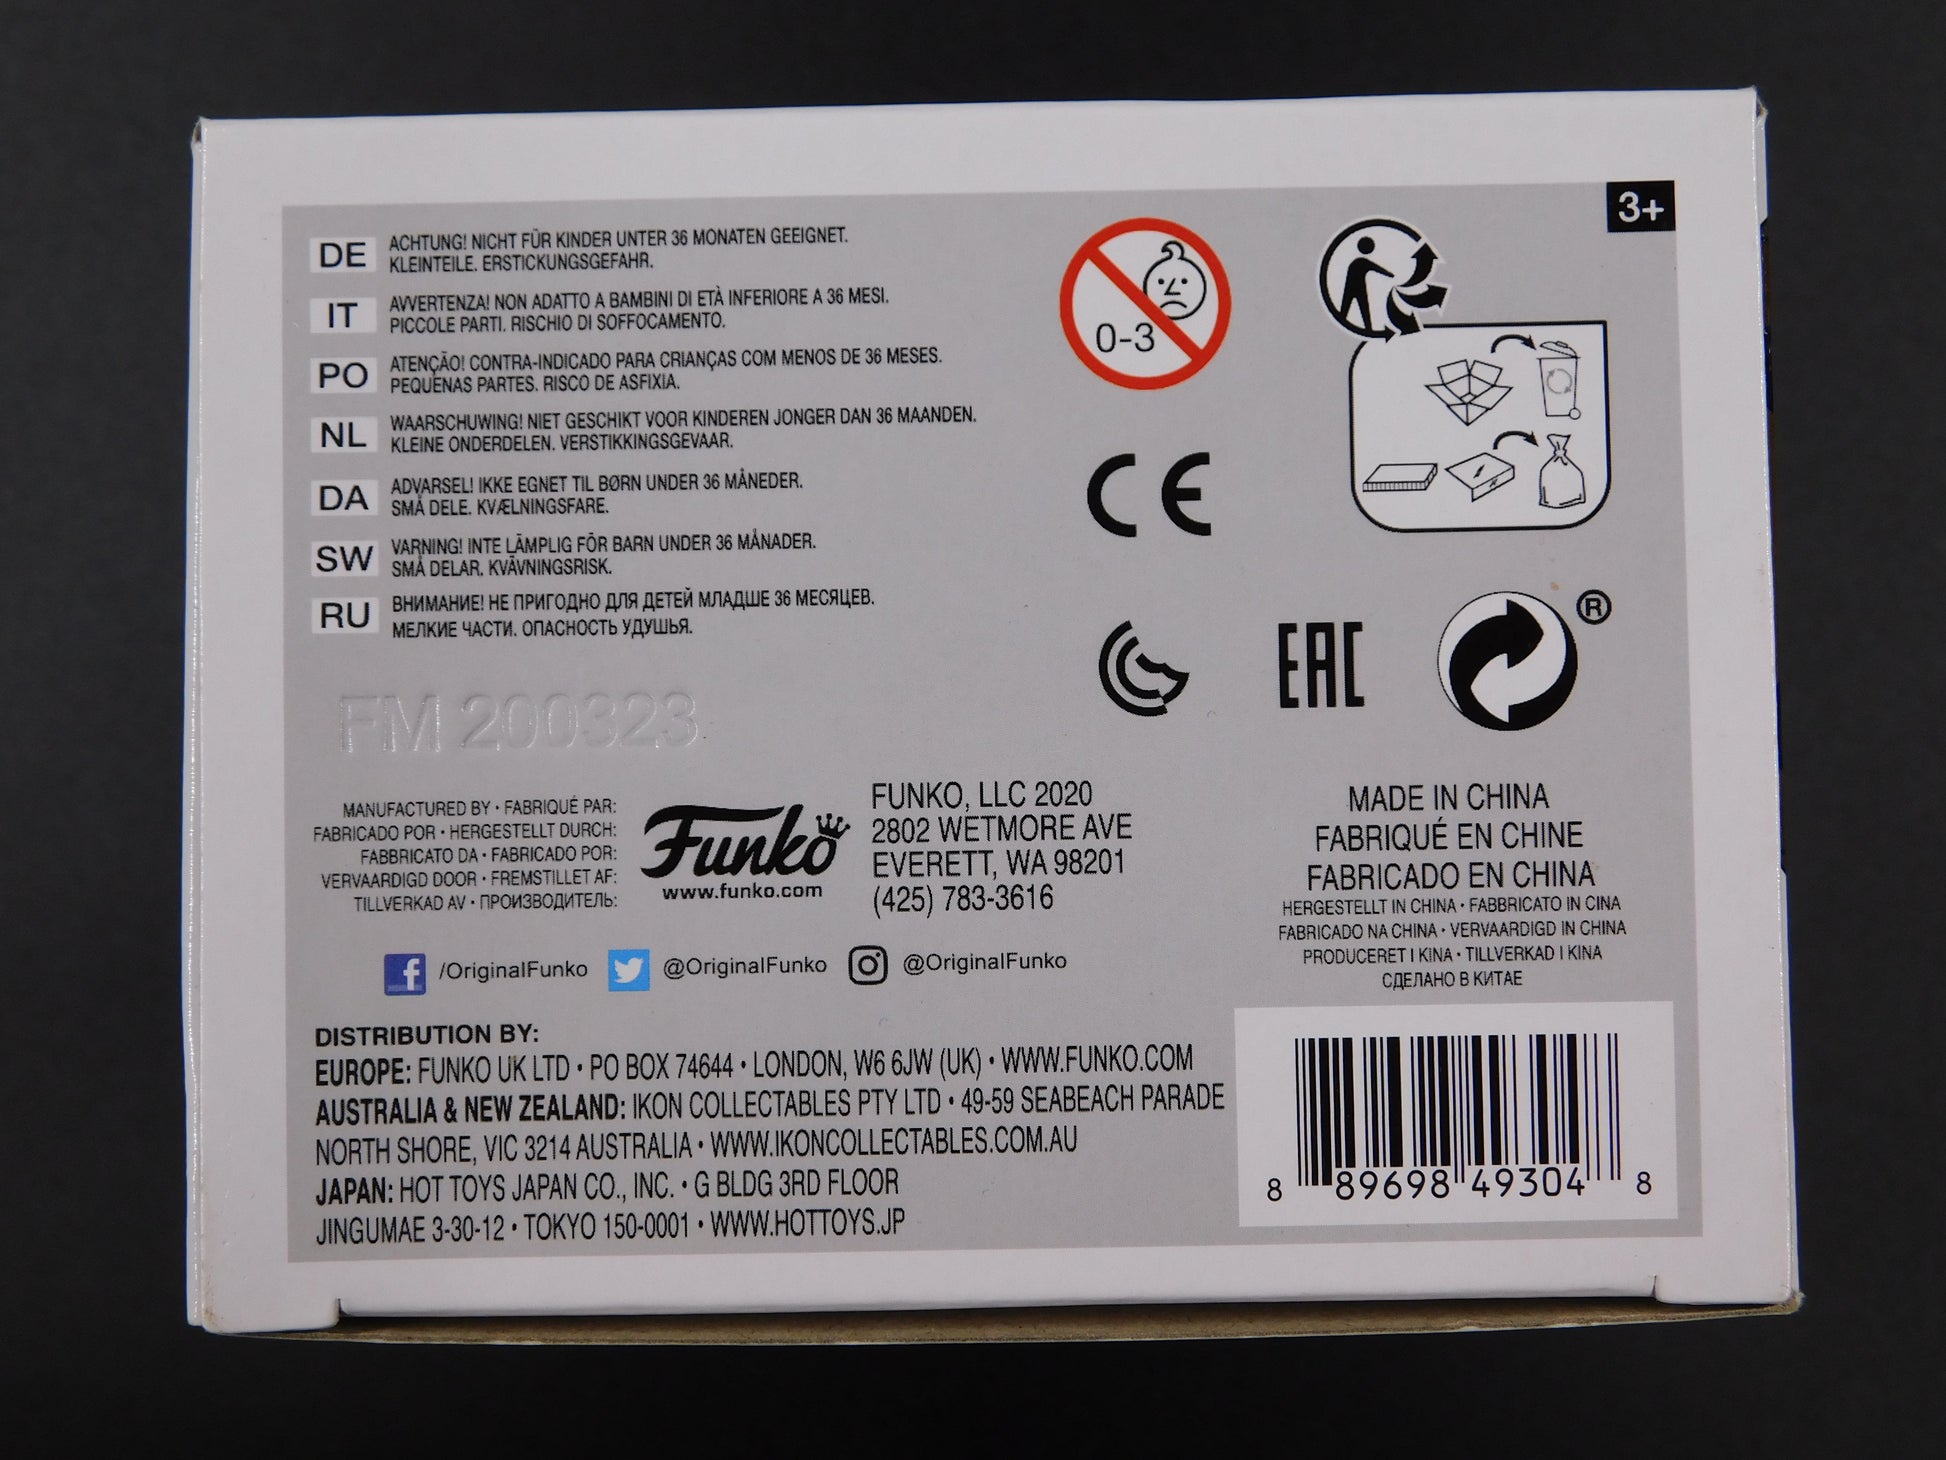 3+
DE
ACHTUNG! NICHT FÜR KINDER UNTER 36 MONATEN GEEIGNET.
KLEINTEILE. ERSTICKUNGSGEFAHR.
IT
AVVERTENZA! NON ADATTO A BAMBINI DI ETÀ INFERIORE A 36 MESI.
PICCOLE PARTI. RISCHIO DI SOFFOCAMENTO.
PO
ATENÇÃO! CONTRA-INDICADO PARA CRIANÇAS COM MENOS DE 36 MESES.
PEQUENAS PARTES. RISCO DE ASFIXIA.
NL
WAARSCHUWING! NIET GESCHIKT VOOR KINDEREN JONGER DAN 36 MAANDEN.
KLEINE ONDERDELEN. VERSTIKKINGSGEVAAR.
DA
ADVARSEL! IKKE EGNET TIL BØRN UNDER 36 MÅNEDER.
SMÅ DELE. KVÆLNINGSFARE.
SW
VARNING! INTE LÄMPLIG FÖR BARN UNDER 36 MÅNADER.
SMÅ DELAR. KVÄVNINGSRISK.
RU
ВНИМАНИЕ! НЕ ПРИГОДНО ДЛЯ ДЕТЕЙ МЛАДШЕ 36 МЕСЯЦЕВ.
МЕЛКИЕ ЧАСТИ. ОПАСНОСТЬ УДУШЬЯ.
0-3
CE
EAC
®
FM 200323
MANUFACTURED BY • FABRIQUÉ PAR:
FABRICADO POR • HERGESTELLT DURCH:
FABBRICATO DA • FABRICADO POR:
VERVAARDIGD DOOR • FREMSTILLET AF:
TILLVERKAD AV • ПРОИЗВОДИТЕЛЬ:
Funko
www.funko.com
FUNKO, LLC 2020
2802 WETMORE AVE
EVERETT, WA 98201
(425) 783-3616
MADE IN CHINA
FABRIQUÉ EN CHINE
FABRICADO EN CHINA
HERGESTELLT IN CHINA • FABBRICATO IN CINA
FABRICADO NA CHINA • VERVAARDIGD IN CHINA
PRODUCERET I KINA • TILLVERKAD I KINA
СДЕЛАНО В КИТАЕ
f /OriginalFunko @OriginalFunko @OriginalFunko
DISTRIBUTION BY:
EUROPE: FUNKO UK LTD • PO BOX 74644 • LONDON, W6 6JW (UK) • WWW.FUNKO.COM
AUSTRALIA & NEW ZEALAND: IKON COLLECTABLES PTY LTD • 49-59 SEABEACH PARADE
NORTH SHORE, VIC 3214 AUSTRALIA • WWW.IKONCOLLECTABLES.COM.AU
JAPAN: HOT TOYS JAPAN CO., INC. • G BLDG 3RD FLOOR
JINGUMAE 3-30-12 • TOKYO 150-0001 • WWW.HOTTOYS.JP
8 89698 49304 8